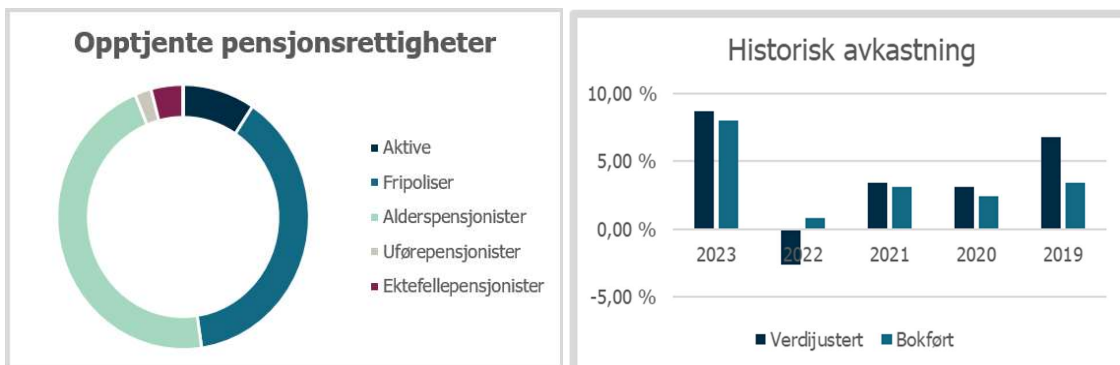 Opptjente pensjonsrettigheter
Aktive
Fripoliser
Alderspensjonister
Uførepensjonister
Ektefellepensjonister
Historisk avkastning
10,00 %
5,00 %
0,00 %
2023
2022
2021
2020
2019
-5,00 %
Verdijustert
Bokført